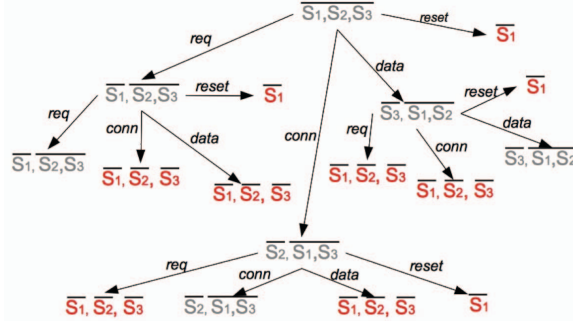 S1,S2,S3
reset
req
S1
data
S1, S2,S3
reset
S1
reset
S1
req
conn
data
conn
req
S3, S1,S2
data
conn
S1, S2,S3
S1, S2, S3
S1, S2, S3
S1, S2, S3
S1, S2, S3
S3, S1,S2
S2, S1,S3
req
conn
data
reset
S1, S2, S3
S2, S1,S3
S1, S2, S3
S1